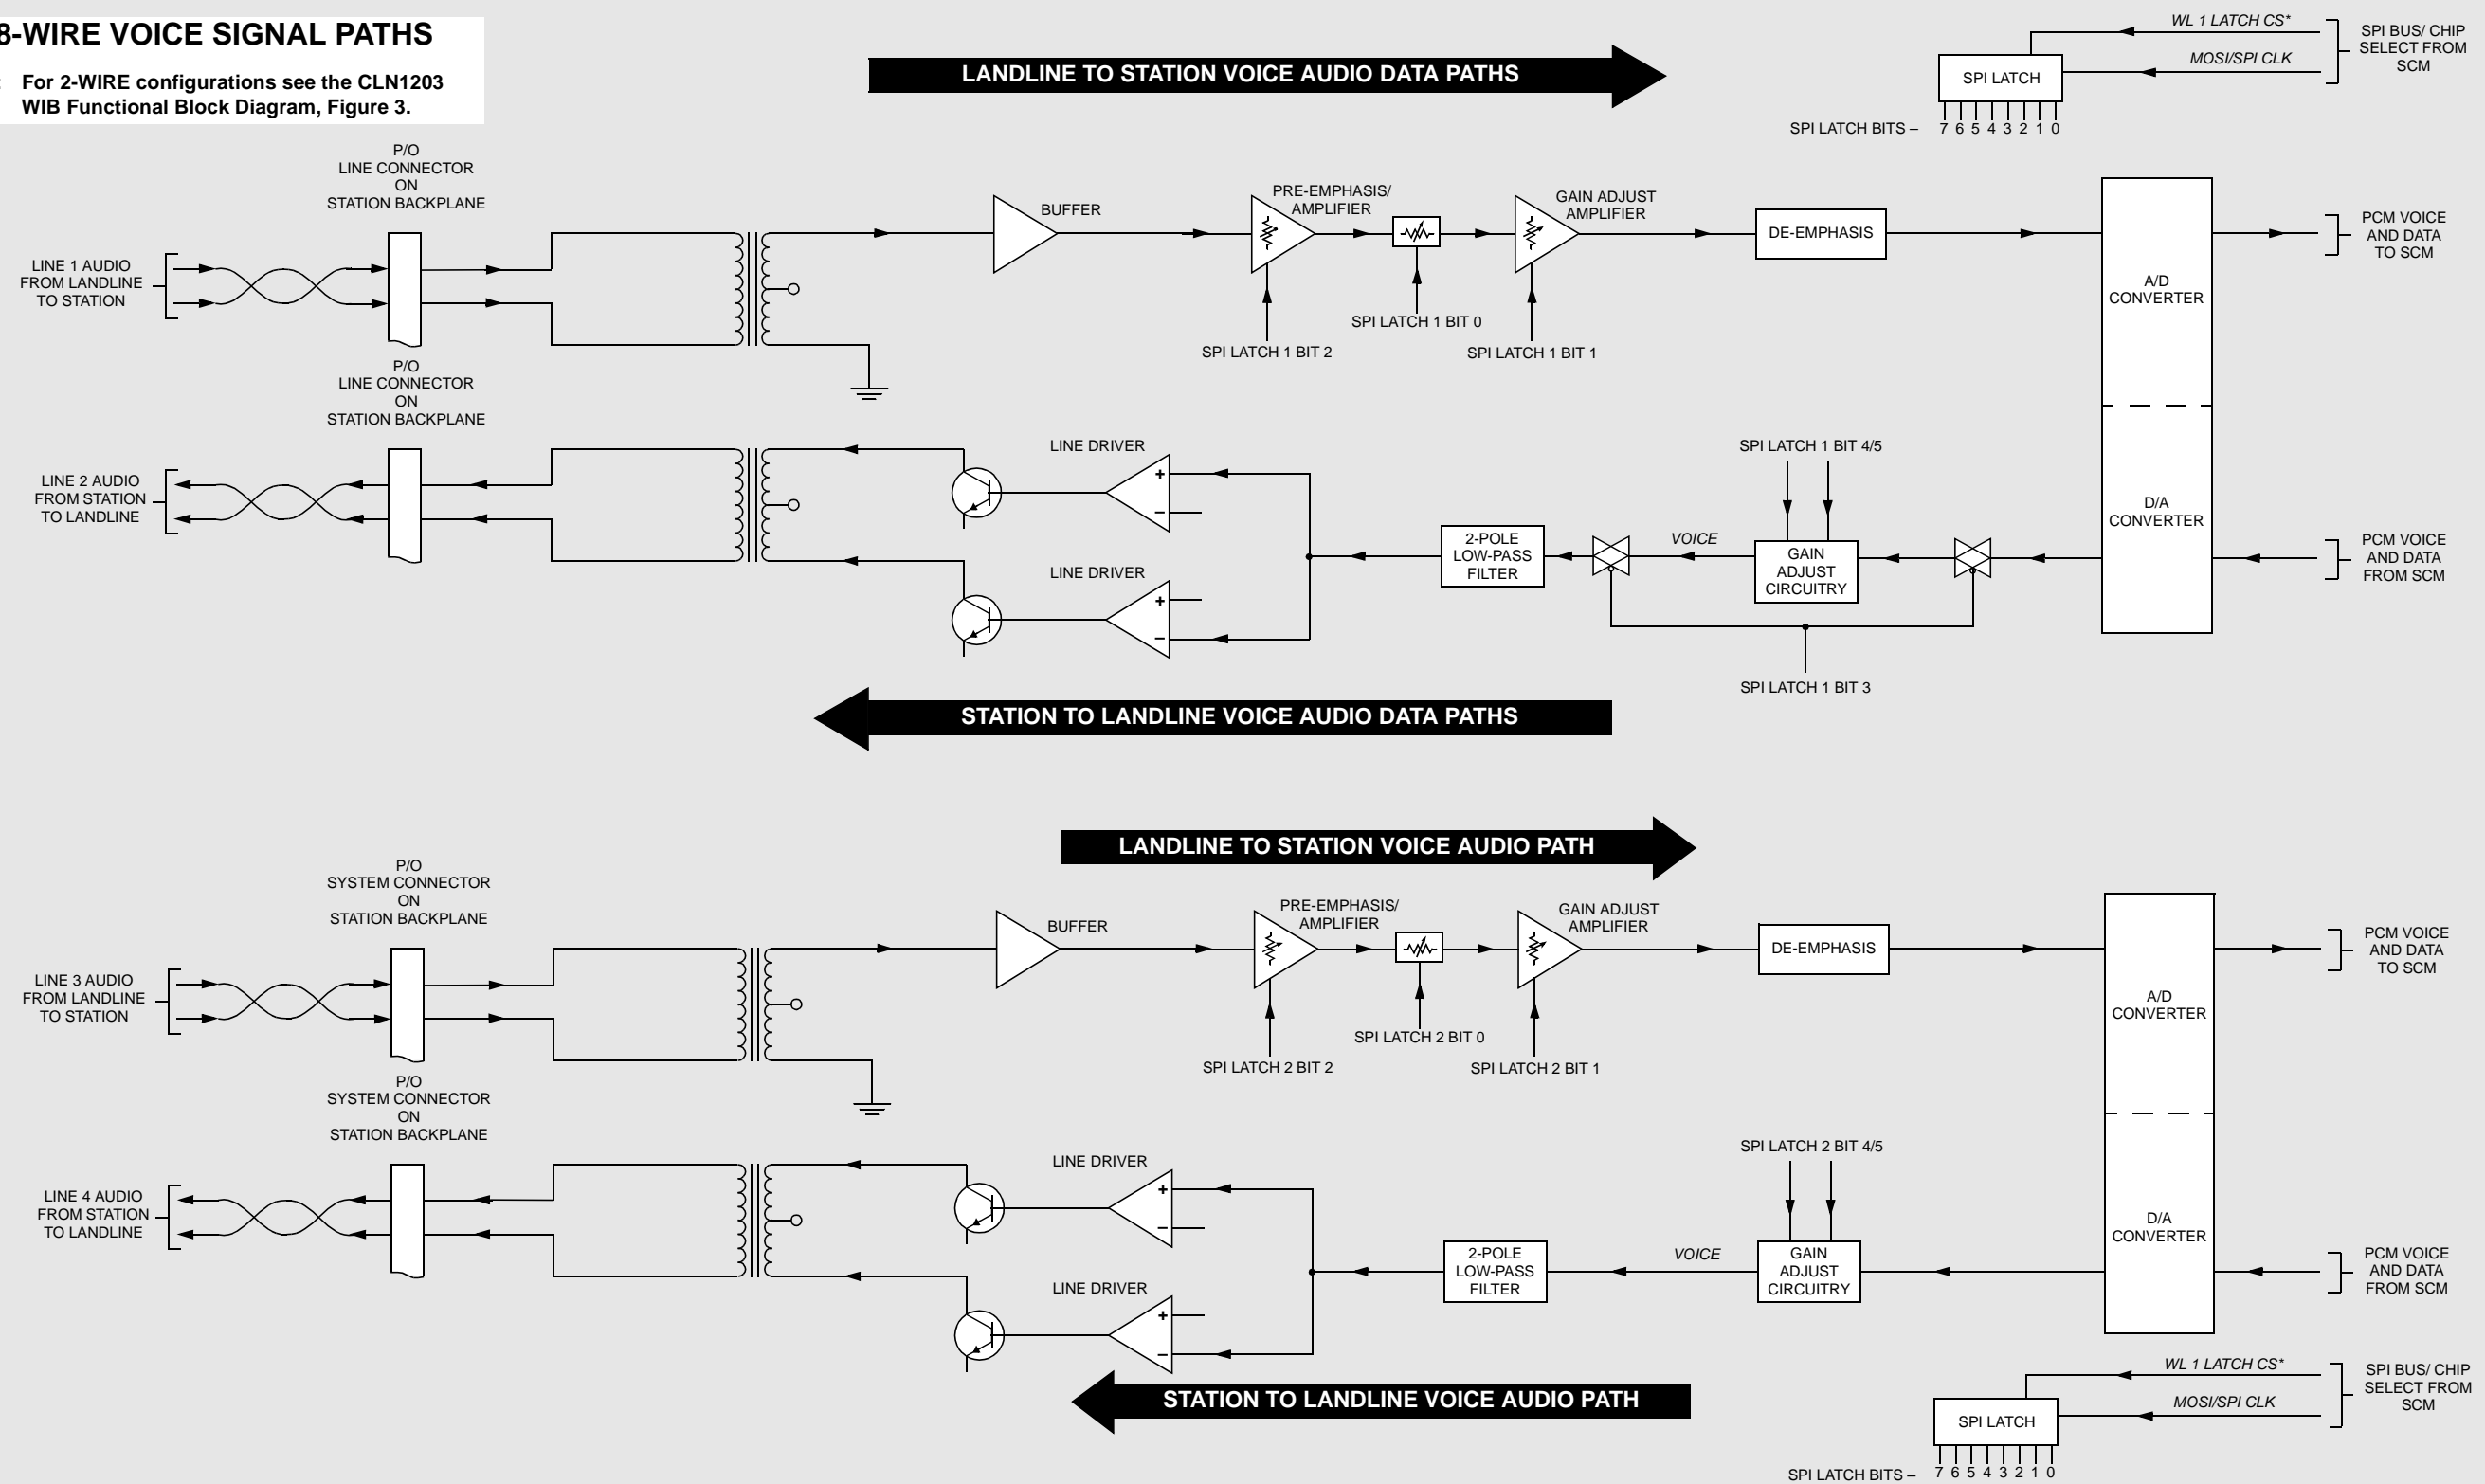 8-WIRE VOICE SIGNAL PATHS
: For 2-WIRE configurations see the CLN1203
WIB Functional Block Diagram, Figure 3.
LANDLINE TO STATION VOICE AUDIO DATA PATHS
WL 1 LATCH CS*
MOSI/SPI CLK
SPI BUS/ CHIP
SELECT FROM
SCM
SPI LATCH
SPI LATCH BITS – 7 6 5 4 3 2 1 0
P/O
LINE CONNECTOR
ON
STATION BACKPLANE
LINE 1 AUDIO
FROM LANDLINE
TO STATION
BUFFER
PRE-EMPHASIS/
AMPLIFIER
GAIN ADJUST
AMPLIFIER
DE-EMPHASIS
SPI LATCH 1 BIT 2
SPI LATCH 1 BIT 0
SPI LATCH 1 BIT 1
A/D
CONVERTER
PCM VOICE
AND DATA
TO SCM
P/O
LINE CONNECTOR
ON
STATION BACKPLANE
LINE 2 AUDIO
FROM STATION
TO LANDLINE
LINE DRIVER
+
–
LINE DRIVER
+
–
2-POLE
LOW-PASS
FILTER
VOICE
SPI LATCH 1 BIT 4/5
GAIN
ADJUST
CIRCUITRY
SPI LATCH 1 BIT 3
D/A
CONVERTER
PCM VOICE
AND DATA
FROM SCM
STATION TO LANDLINE VOICE AUDIO DATA PATHS
LANDLINE TO STATION VOICE AUDIO PATH
P/O
SYSTEM CONNECTOR
ON
STATION BACKPLANE
LINE 3 AUDIO
FROM LANDLINE
TO STATION
BUFFER
PRE-EMPHASIS/
AMPLIFIER
GAIN ADJUST
AMPLIFIER
DE-EMPHASIS
SPI LATCH 2 BIT 2
SPI LATCH 2 BIT 0
SPI LATCH 2 BIT 1
A/D
CONVERTER
PCM VOICE
AND DATA
TO SCM
P/O
SYSTEM CONNECTOR
ON
STATION BACKPLANE
LINE 4 AUDIO
FROM STATION
TO LANDLINE
LINE DRIVER
+
–
LINE DRIVER
+
–
2-POLE
LOW-PASS
FILTER
VOICE
SPI LATCH 2 BIT 4/5
GAIN
ADJUST
CIRCUITRY
D/A
CONVERTER
PCM VOICE
AND DATA
FROM SCM
STATION TO LANDLINE VOICE AUDIO PATH
WL 1 LATCH CS*
MOSI/SPI CLK
SPI BUS/ CHIP
SELECT FROM
SCM
SPI LATCH
SPI LATCH BITS – 7 6 5 4 3 2 1 0